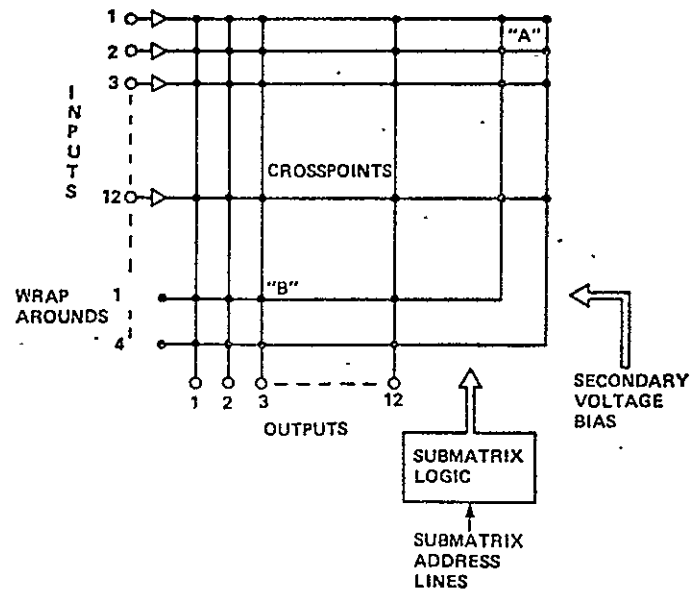 1
"A"
2
3
INPUTS
CROSSPOINTS
12
WRAP
AROUNDS
1
"B"
4
1 2 3 12
OUTPUTS
SECONDARY
VOLTAGE
BIAS
SUBMATRIX
LOGIC
SUBMATRIX
ADDRESS
LINES